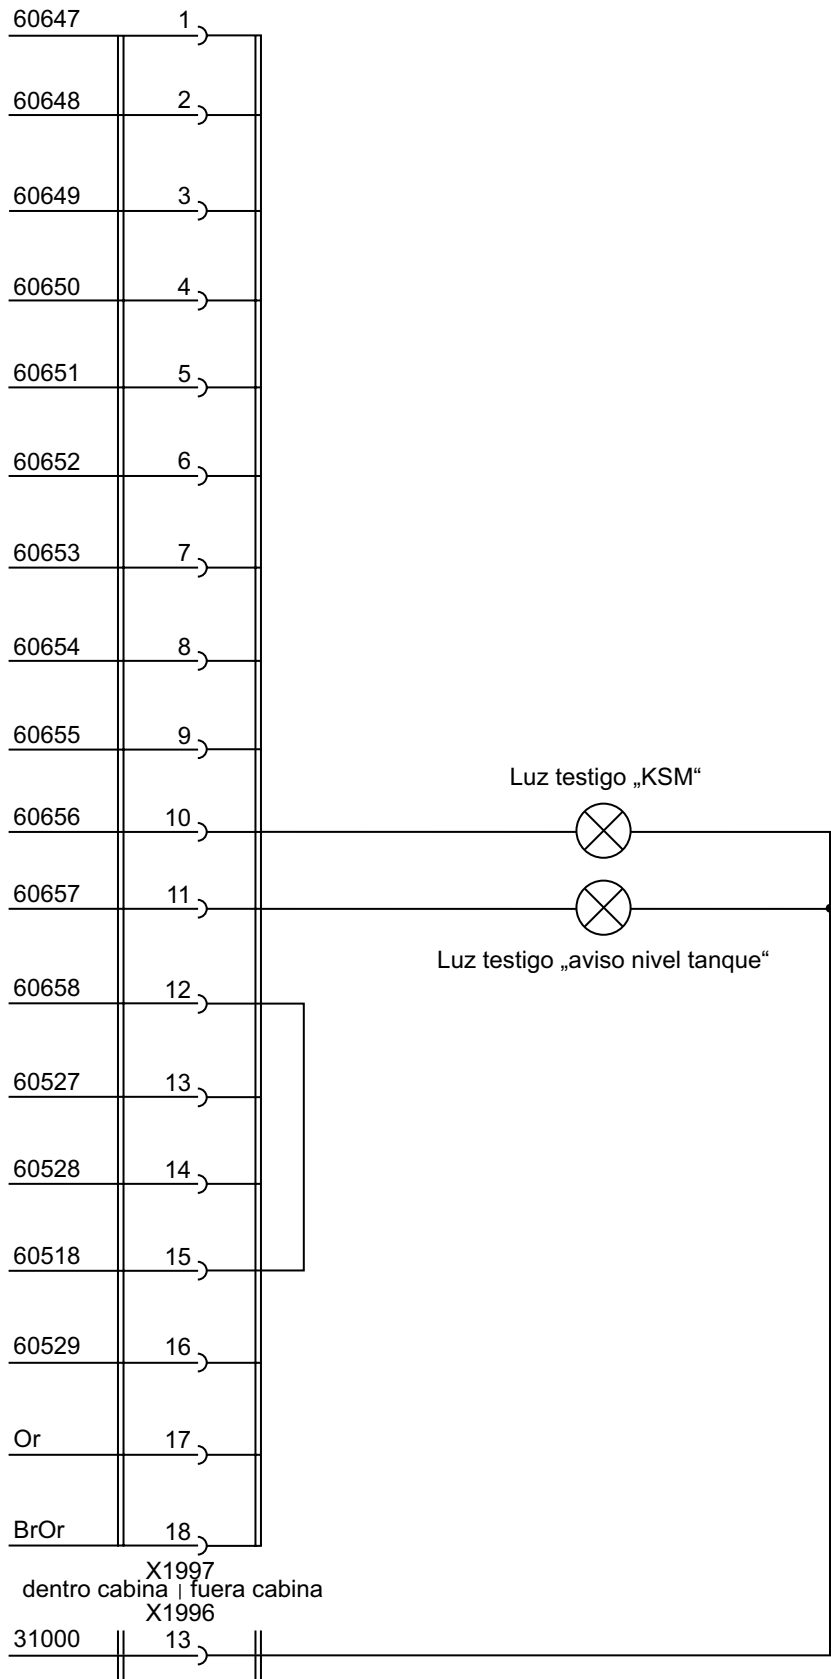 60647 1
60648 2
60649 3
60650 4
60651 5
60652 6
60653 7
60654 8
60655 9
Luz testigo „KSM“
60656 10
60657 11
Luz testigo „aviso nivel tanque“
60658 12
60527 13
60528 14
60518 15
60529 16
Or 17
BrOr 18
X1997
dentro cabina | fuera cabina
X1996
31000 13